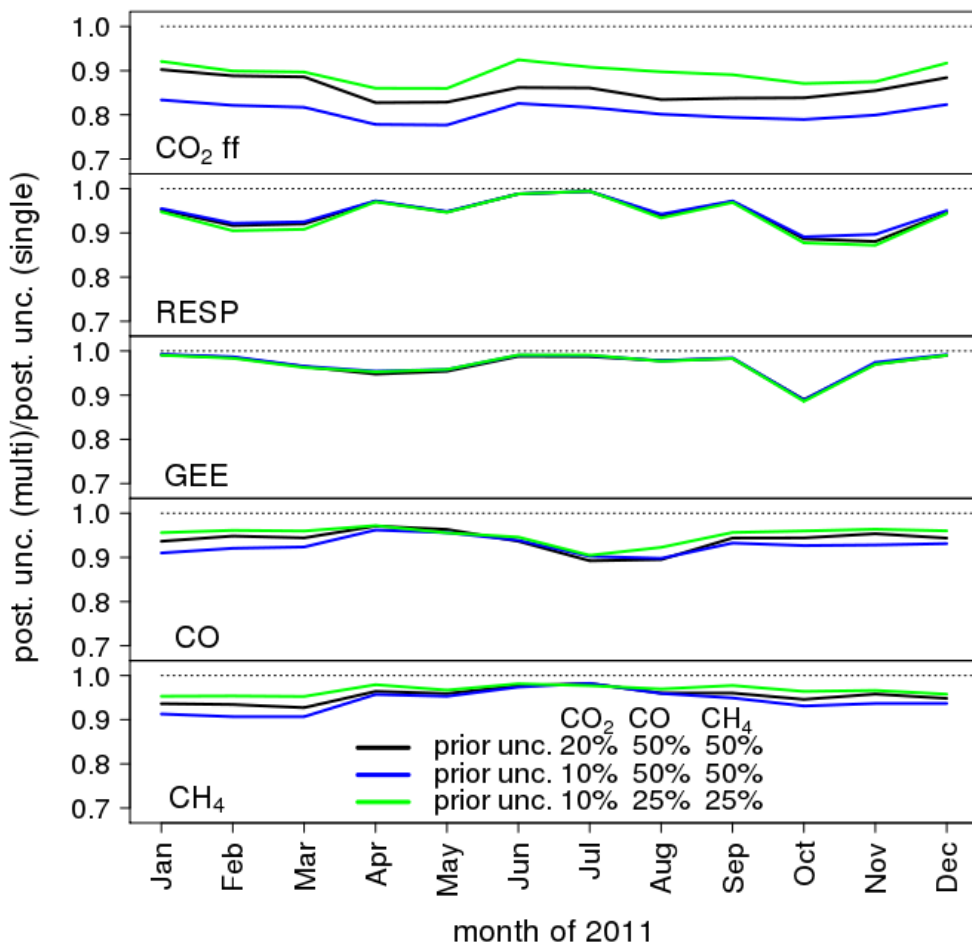 post. unc. (multi)/post. unc. (single)
1.0
0.9
0.8
0.7
CO₂ ff
1.0
0.9
0.8
0.7
RESP
1.0
0.9
0.8
0.7
GEE
1.0
0.9
0.8
0.7
CO
1.0
0.9
0.8
0.7
CH₄
CO₂ CO CH₄
prior unc. 20% 50% 50%
prior unc. 10% 50% 50%
prior unc. 10% 25% 25%
Jan Feb Mar Apr May Jun Jul Aug Sep Oct Nov Dec
month of 2011